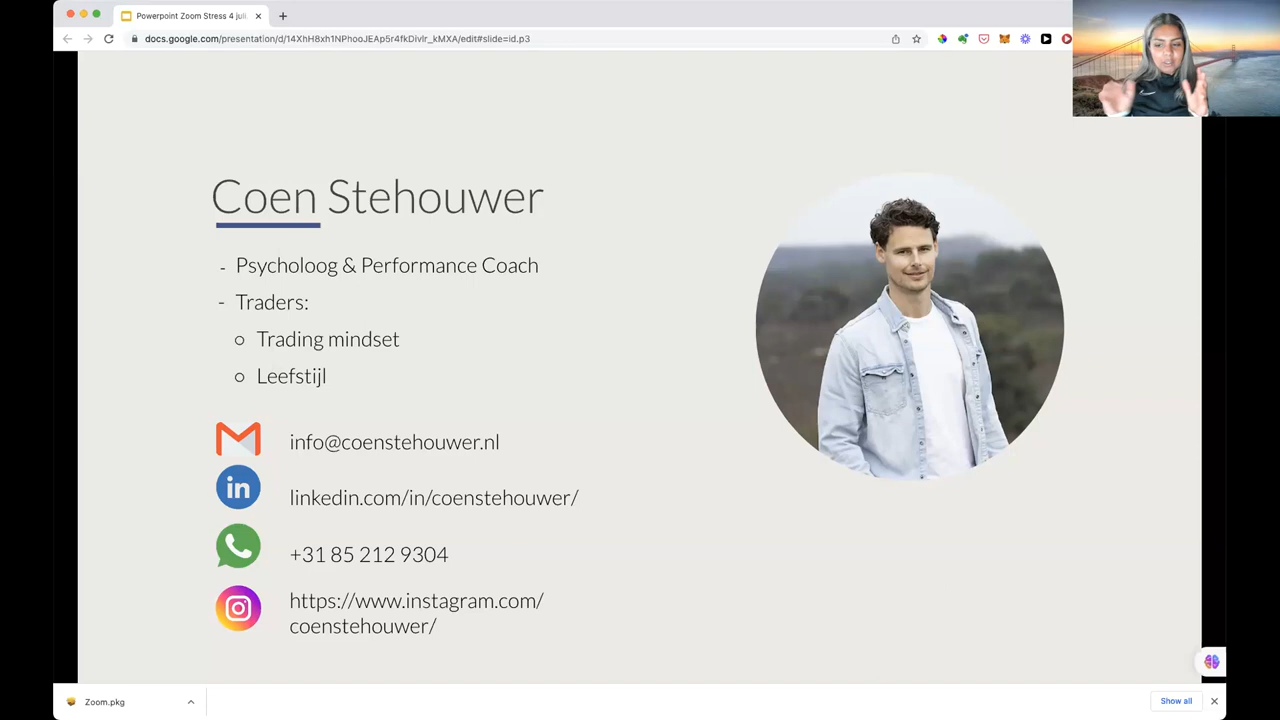 Powerpoint Zoom Stress 4 juli
docs.google.com/presentation/d/14XhH8xh1NPhooJEAp5r4fkDivlr_kMXA/edit#slide=id.p3
Coen Stehouwer
- Psycholoog & Performance Coach
- Traders:
○ Trading mindset
○ Leefstijl
info@coenstehouwer.nl
in
linkedin.com/in/coenstehouwer/
+31 85 212 9304
https://www.instagram.com/
coenstehouwer/
Zoom.pkg
Show all